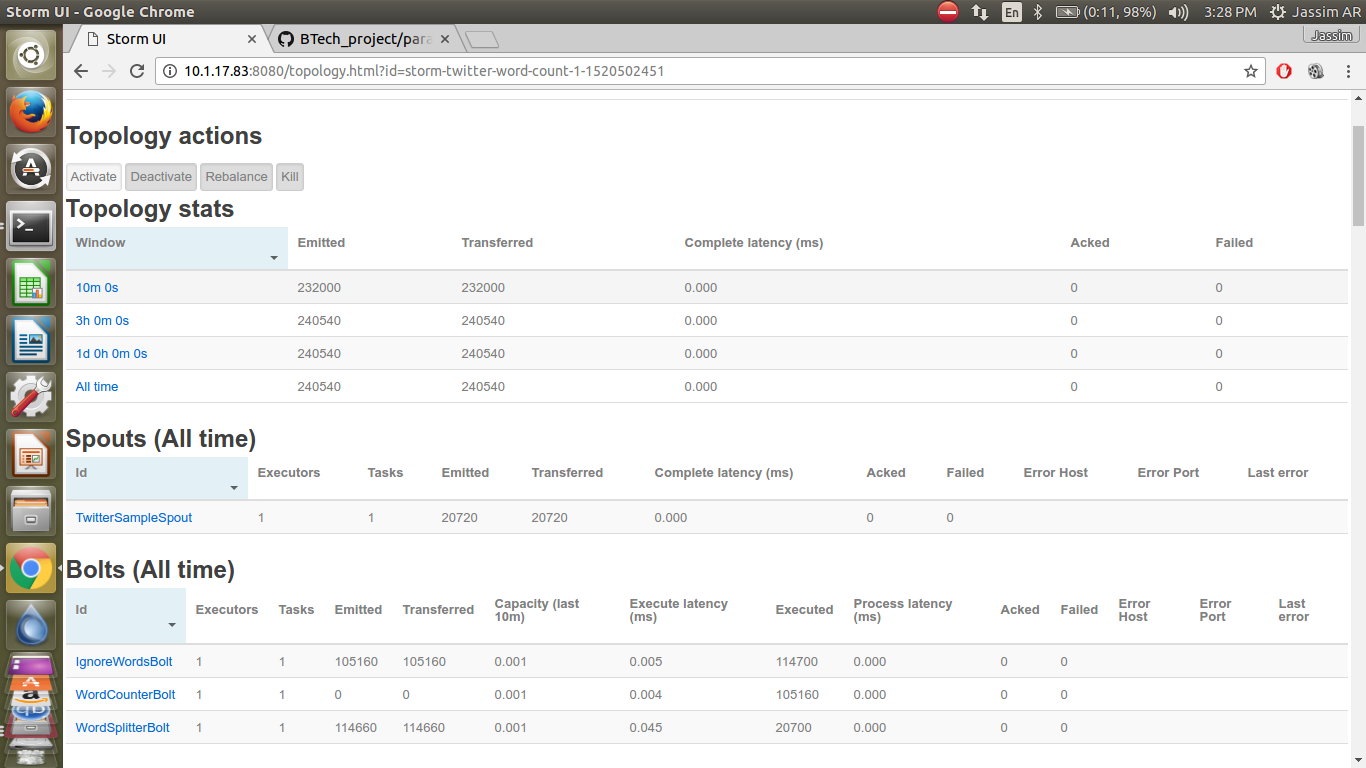 Storm UI - Google Chrome
En
(0:11, 98%)
3:28 PM
Jassim AR
Storm UI
BTech_project/para
Jassim
10.1.17.83:8080/topology.html?id=storm-twitter-word-count-1-1520502451
Topology actions
Activate Deactivate Rebalance Kill
Topology stats
Window Emitted Transferred Complete latency (ms) Acked Failed
10m 0s 232000 232000 0.000 0 0
3h 0m 0s 240540 240540 0.000 0 0
1d 0h 0m 0s 240540 240540 0.000 0 0
All time 240540 240540 0.000 0 0
Spouts (All time)
Id Executors Tasks Emitted Transferred Complete latency (ms) Acked Failed Error Host Error Port Last error
TwitterSampleSpout 1 1 20720 20720 0.000 0 0
Bolts (All time)
Id Executors Tasks Emitted Transferred Capacity (last 10m) Execute latency (ms) Executed Process latency (ms) Acked Failed Error Host Error Port Last error
IgnoreWordsBolt 1 1 105160 105160 0.001 0.005 114700 0.000 0 0
WordCounterBolt 1 1 0 0 0.001 0.004 105160 0.000 0 0
WordSplitterBolt 1 1 114660 114660 0.001 0.045 20700 0.000 0 0